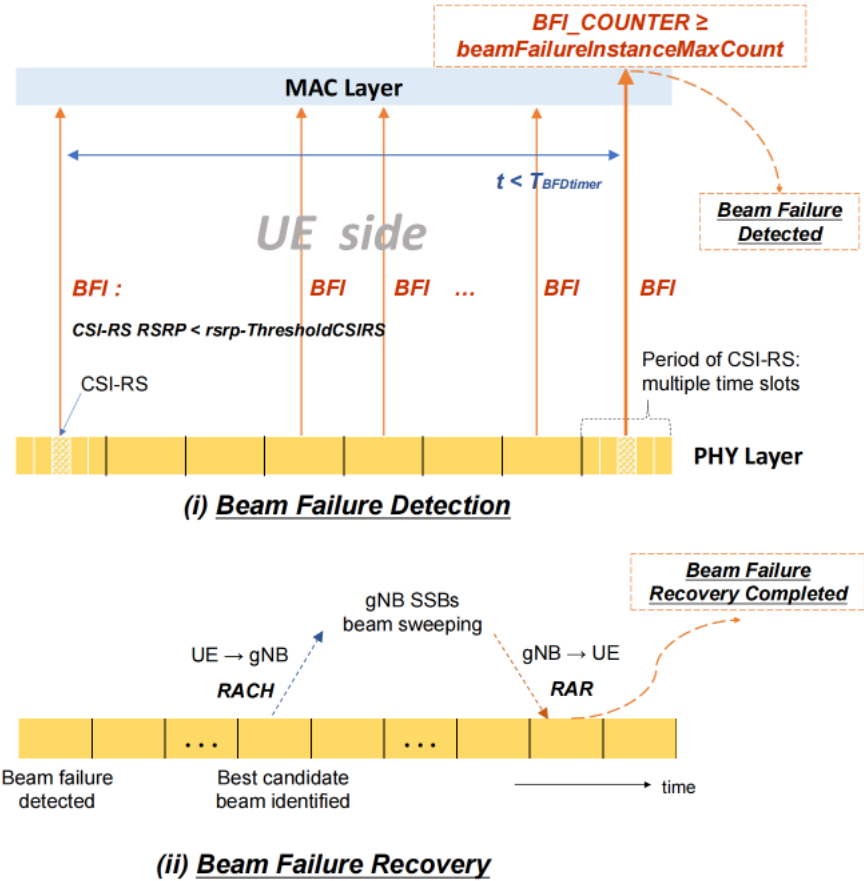 BFI_COUNTER ≥
beamFailureInstanceMaxCount
MAC Layer
t < TBFDtimer
UE side
Beam Failure
Detected
BFI :
BFI
BFI
...
BFI
BFI
CSI-RS RSRP < rsrp-ThresholdCSIRS
CSI-RS
Period of CSI-RS:
multiple time slots
PHY Layer
(i) Beam Failure Detection
Beam Failure
Recovery Completed
gNB SSBs
beam sweeping
UE → gNB
RACH
gNB → UE
RAR
...
...
Beam failure
detected
Best candidate
beam identified
time
(ii) Beam Failure Recovery